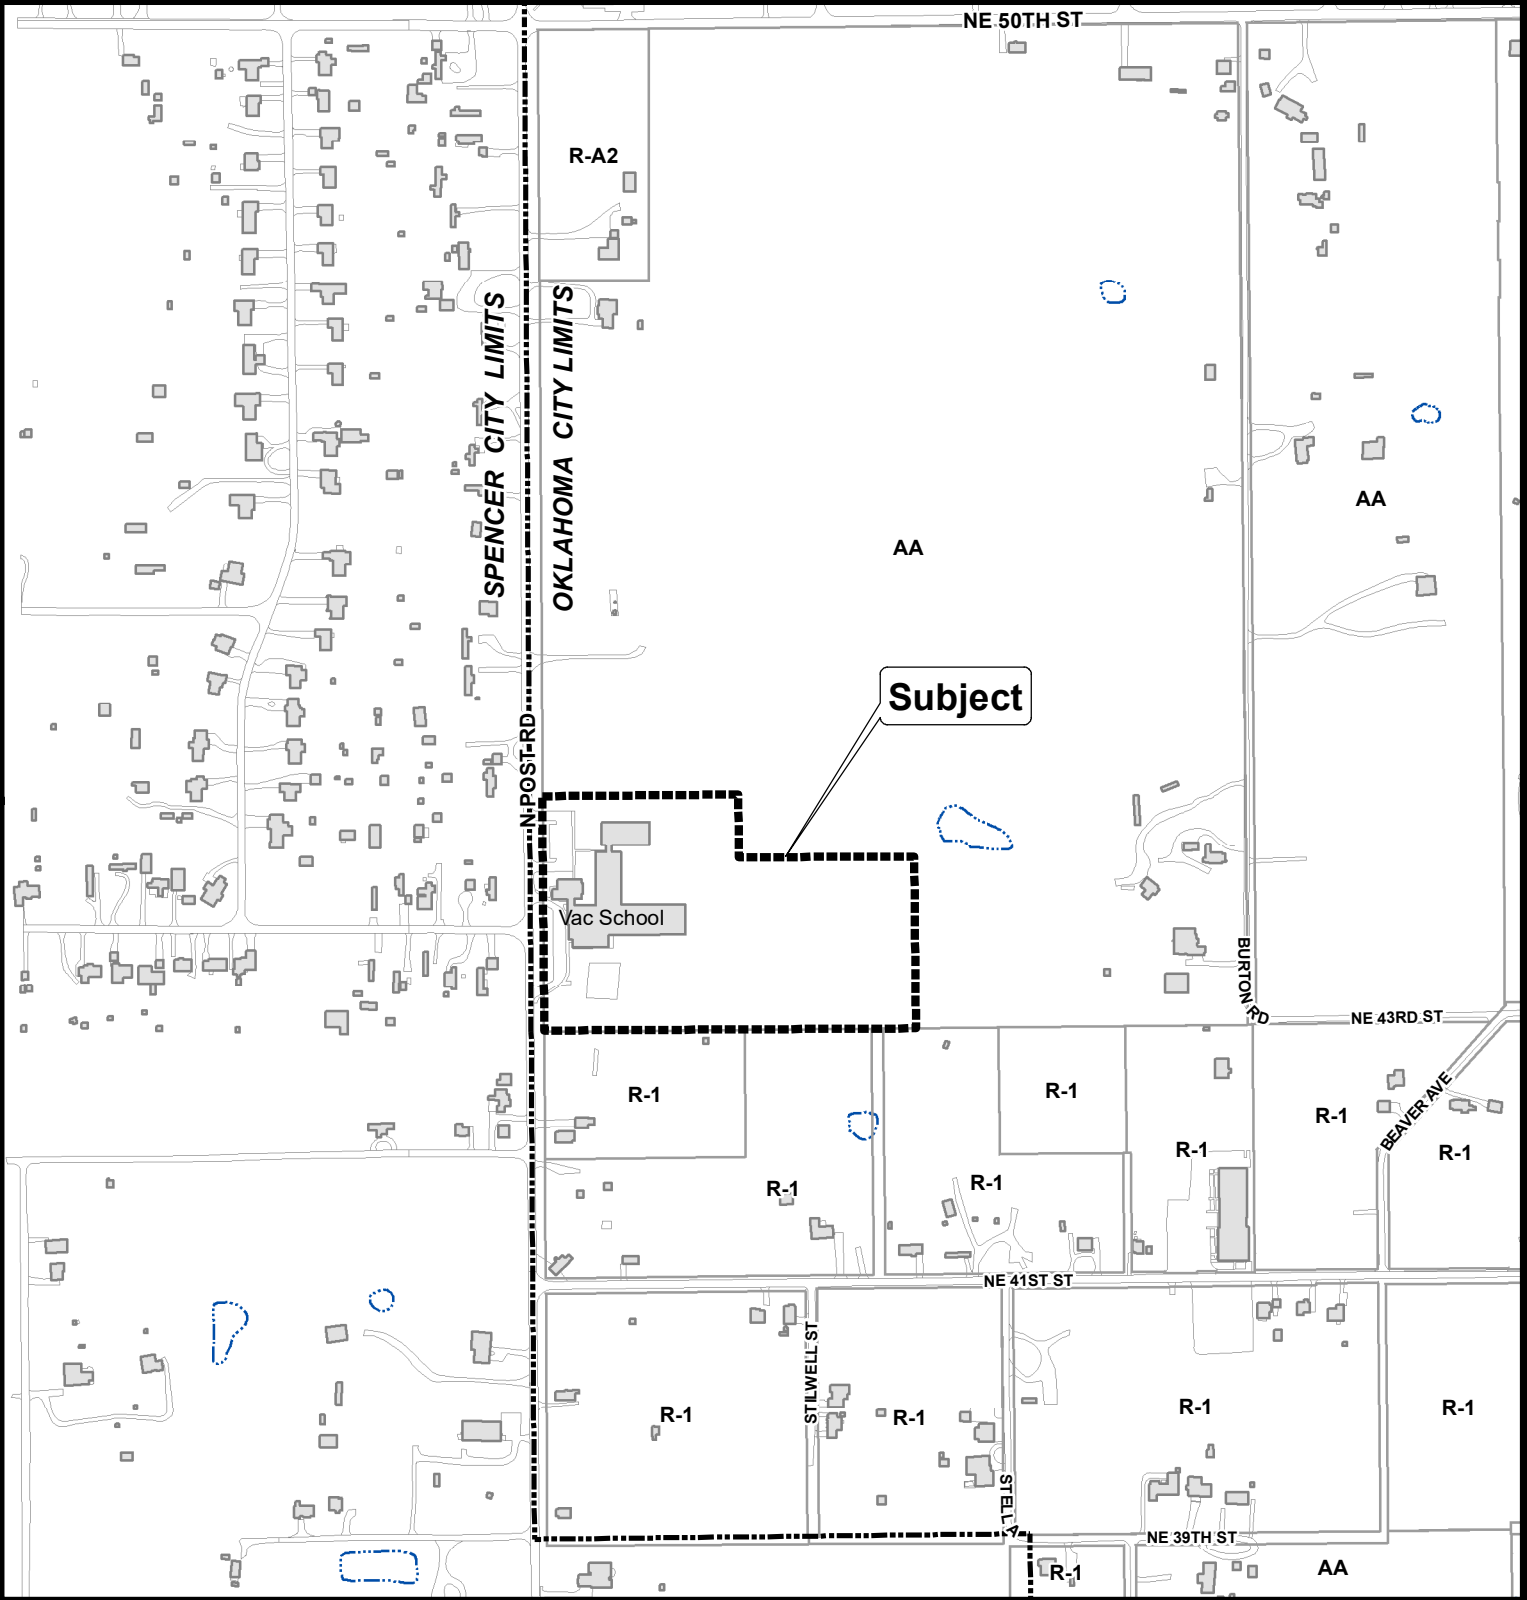 NE 50TH ST
R-A2
SPENCER CITY LIMITS
OKLAHOMA CITY LIMITS
AA
AA
Subject
N POST RD
Vac School
BURTON RD
NE 43RD ST
BEAVER AVE
R-1
R-1
R-1
R-1
R-1
R-1
R-1
NE 41ST ST
STILWELL ST
R-1
R-1
R-1
R-1
STELLA
NE 39TH ST
R-1
AA